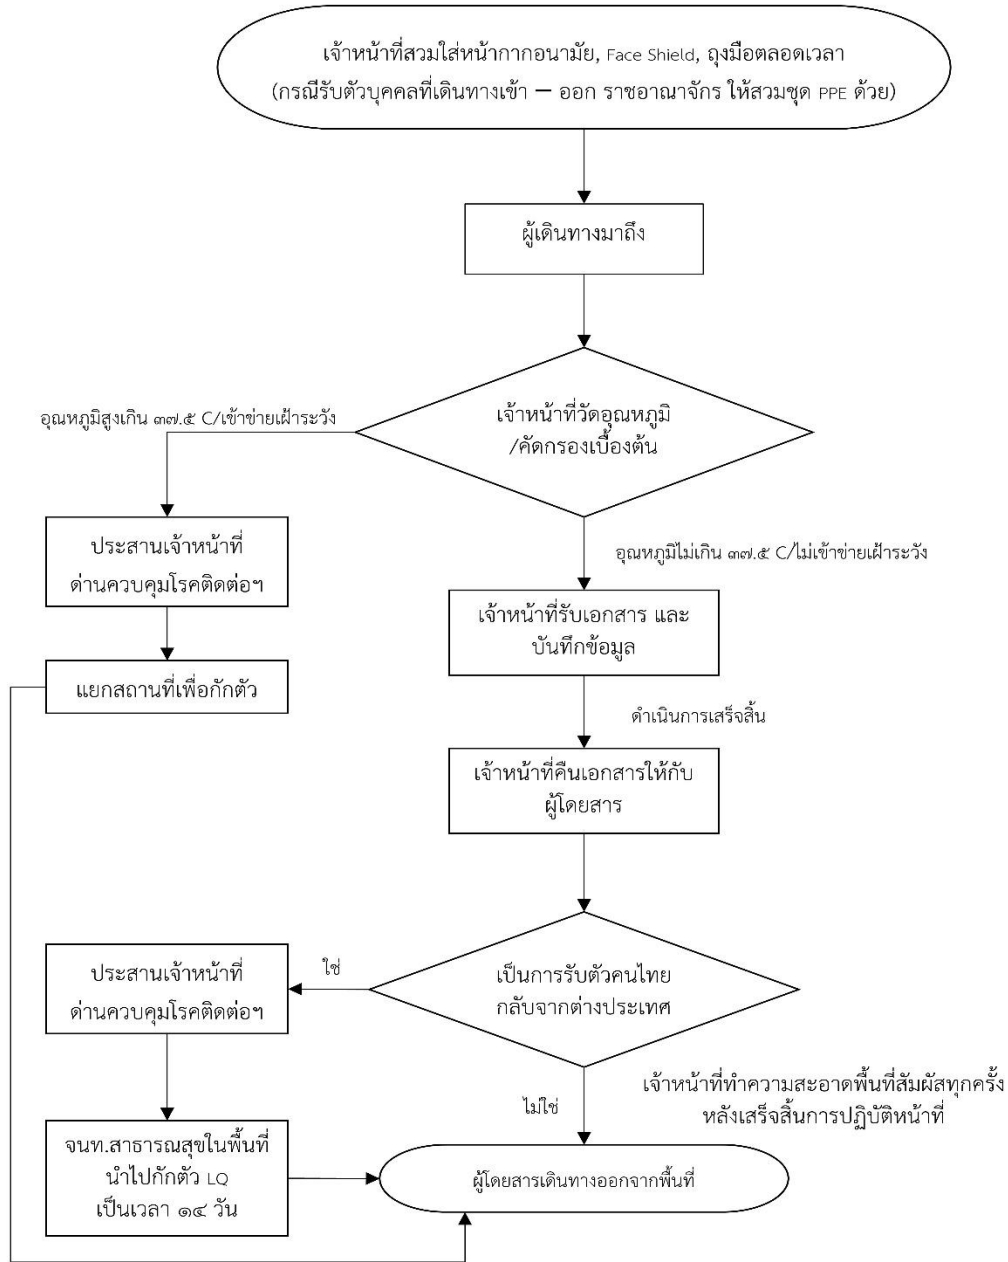 เจ้าหน้าที่สวมใส่หน้ากากอนามัย, Face Shield, ถุงมือตลอดเวลา
(กรณีรับตัวบุคคลที่เดินทางเข้า – ออก ราชอาณาจักร ให้สวมชุด PPE ด้วย)
ผู้เดินทางมาถึง
เจ้าหน้าที่วัดอุณหภูมิ
/คัดกรองเบื้องต้น
อุณหภูมิสูงเกิน ๓๗.๕ C/เข้าข่ายเฝ้าระวัง
ประสานเจ้าหน้าที่
ด่านควบคุมโรคติดต่อฯ
แยกสถานที่เพื่อกักตัว
อุณหภูมิไม่เกิน ๓๗.๕ C/ไม่เข้าข่ายเฝ้าระวัง
เจ้าหน้าที่รับเอกสาร และ
บันทึกข้อมูล
ดำเนินการเสร็จสิ้น
เจ้าหน้าที่คืนเอกสารให้กับ
ผู้โดยสาร
เป็นการรับตัวคนไทย
กลับจากต่างประเทศ
ใช่
ประสานเจ้าหน้าที่
ด่านควบคุมโรคติดต่อฯ
จนท.สาธารณสุขในพื้นที่
นำไปกักตัว LQ
เป็นเวลา ๑๔ วัน
ไม่ใช่
เจ้าหน้าที่ทำความสะอาดพื้นที่สัมผัสทุกครั้ง
หลังเสร็จสิ้นการปฏิบัติหน้าที่
ผู้โดยสารเดินทางออกจากพื้นที่